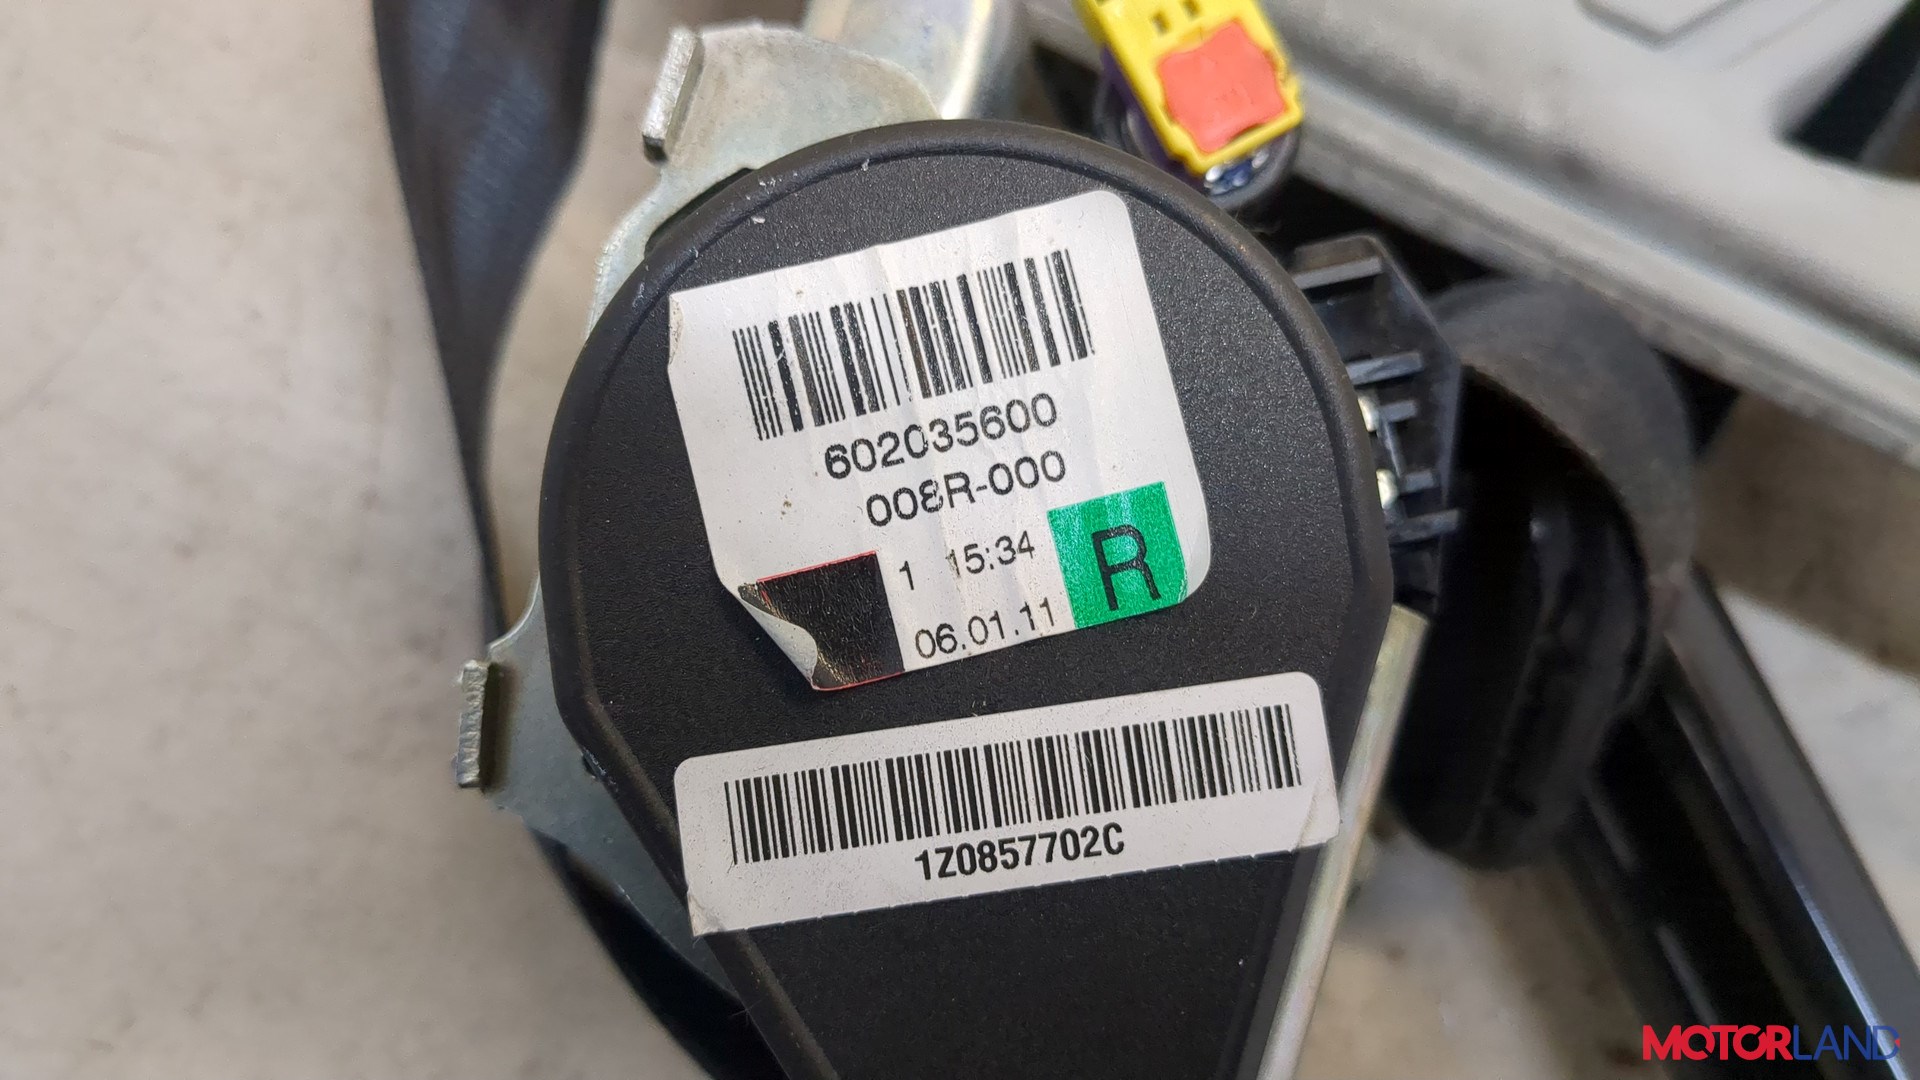 602035600
008R-000
1 15:34
R
06.01.11
1Z0857702C
MOTORLAND